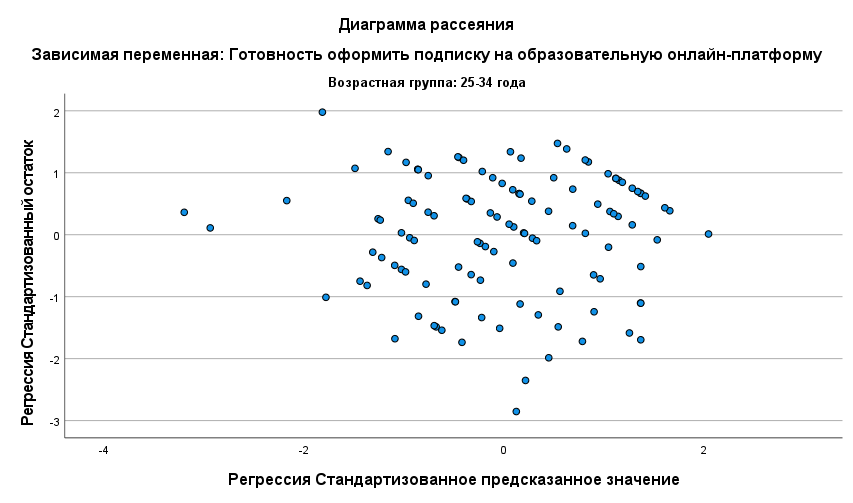 Диаграмма рассеяния
Зависимая переменная: Готовность оформить подписку на образовательную онлайн-платформу
Возрастная группа: 25-34 года
Регрессия Стандартизованный остаток
2
1
0
-1
-2
-3
-4
-2
0
2
Регрессия Стандартизованное предсказанное значение